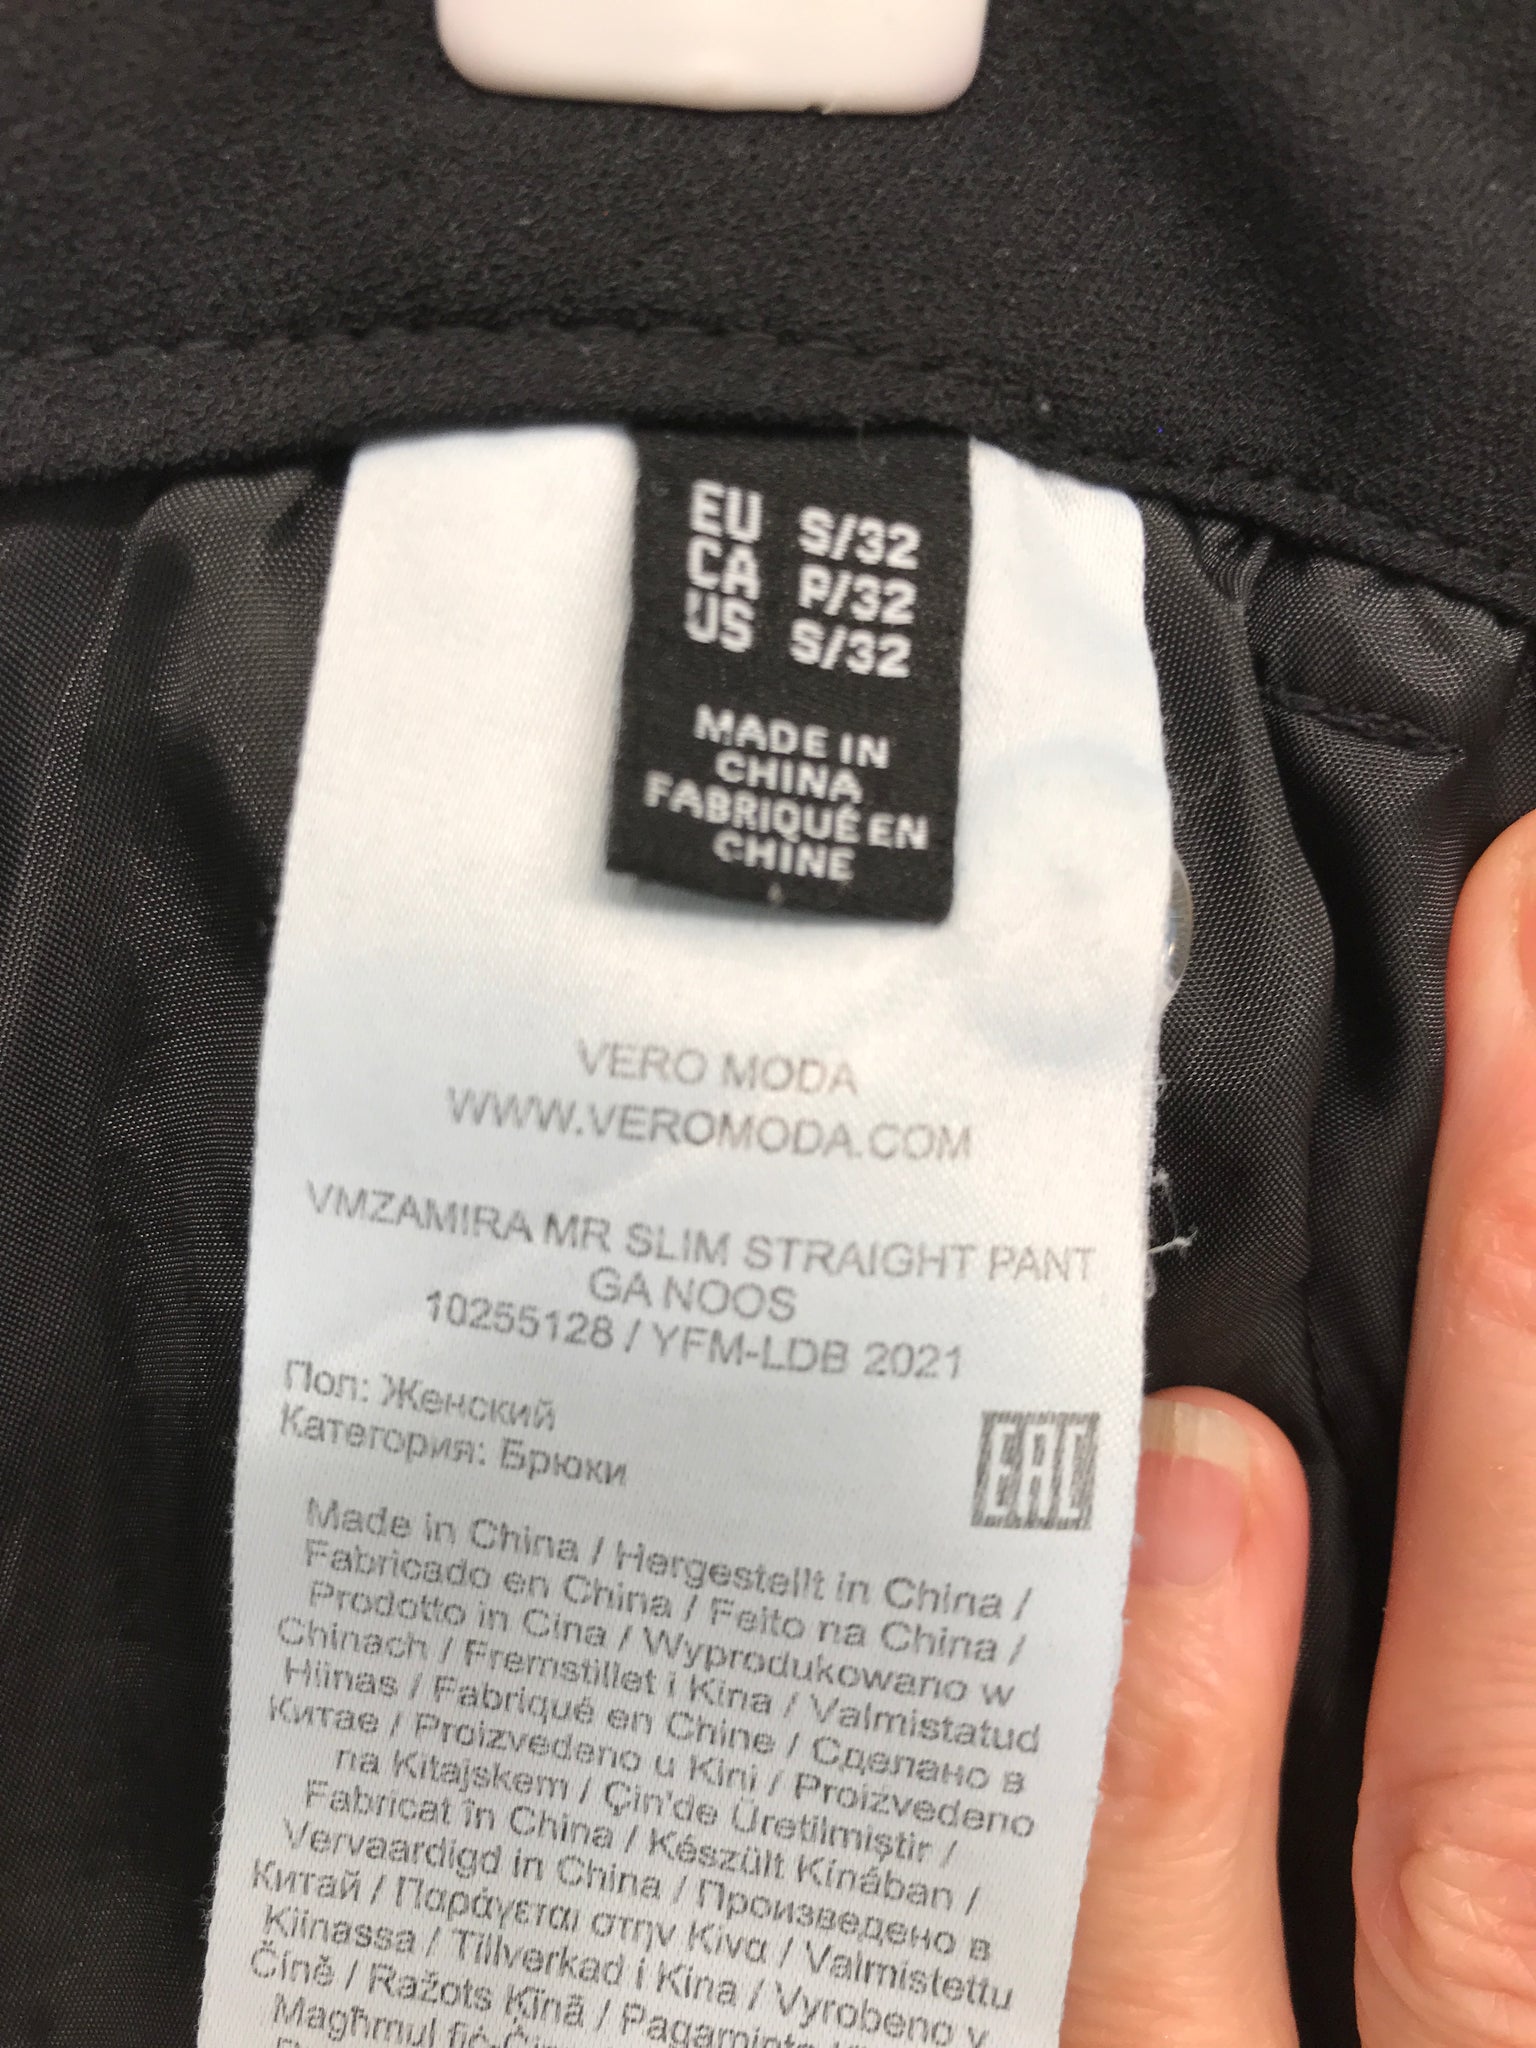 EU S/32
CA P/32
US S/32
MADE IN
CHINA
FABRIQUÉ EN
CHINE
VERO MODA
WWW.VEROMODA.COM
VMZAMIRA MR SLIM STRAIGHT PANT
GA NOOS
10255128 / YFM-LDB 2021
Пол: Женский
Категория: Брюки
EAC
Made in China / Hergestellt in China /
Fabricado en China / Feito na China /
Prodotto in Cina / Wyprodukowano w
Chinach / Fremstillet i Kina / Valmistatud
Hiinas / Fabriqué en Chine / Сделано в
Китае / Proizvedeno u Kini / Proizvedeno
na Kitajskem / Çin'de Üretilmiştir /
Fabricat în China / Készült Kínában /
Vervaardigd in China / Произведено в
Китай / Παράγεται στην Κίνα / Valmistettu
Kiinassa / Tillverkad i Kina / Vyrobeno v
Číně / Ražots Ķīnā / Pagaminta
Magħmul fiċ-